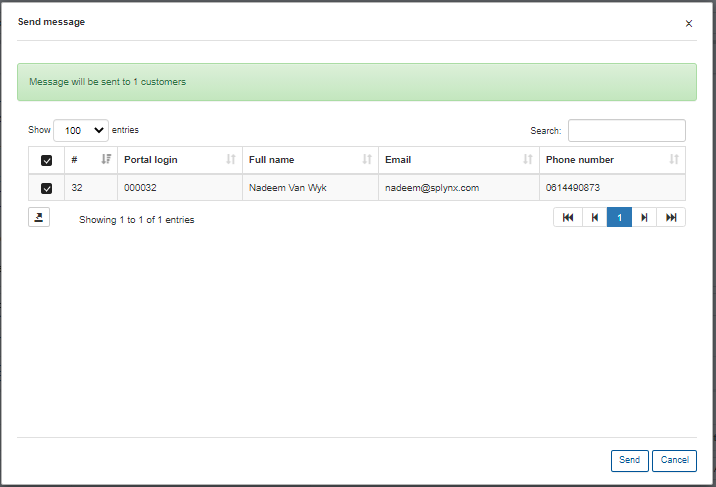 Send message
×
Message will be sent to 1 customers
Show 100 entries
Search:
# Portal login Full name Email Phone number
32 000032 Nadeem Van Wyk nadeem@splynx.com 0614490873
Showing 1 to 1 of 1 entries
1
Send Cancel